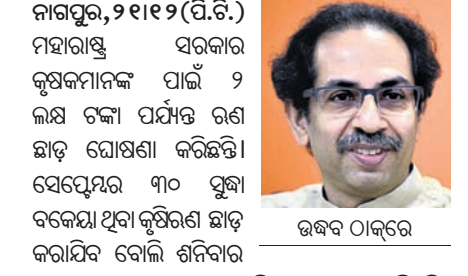 ନାଗପୁର,୨୧।୧୨(ପି.ଟି.)
ମହାରାଷ୍ଟ୍ର ସରକାର
କୃଷକମାନଙ୍କ ପାଇଁ ୨
ଲକ୍ଷ ଟଙ୍କା ପର୍ଯ୍ୟନ୍ତ ଋଣ
ଛାଡ଼ ଘୋଷଣା କରିଛନ୍ତି।
ସେପ୍ଟେମ୍ବର ୩୦ ସୁଦ୍ଧା
ବକେୟା ଥିବା କୃଷିଋଣ ଛାଡ଼
କରାଯିବ ବୋଲି ଶନିବାର
ଉଦ୍ଧବ ଠାକ୍‌ରେ